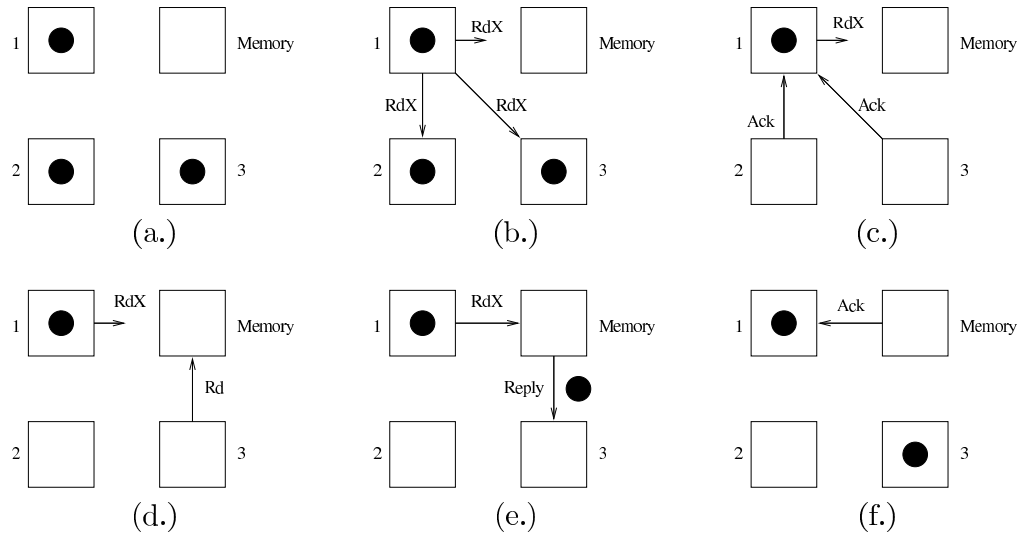 1
Memory
2
3
(a.)
1
RdX
Memory
RdX
RdX
2
3
(b.)
1
RdX
Memory
Ack
Ack
2
3
(c.)
1
RdX
Memory
Rd
2
3
(d.)
1
RdX
Memory
Reply
2
3
(e.)
1
Ack
Memory
2
3
(f.)